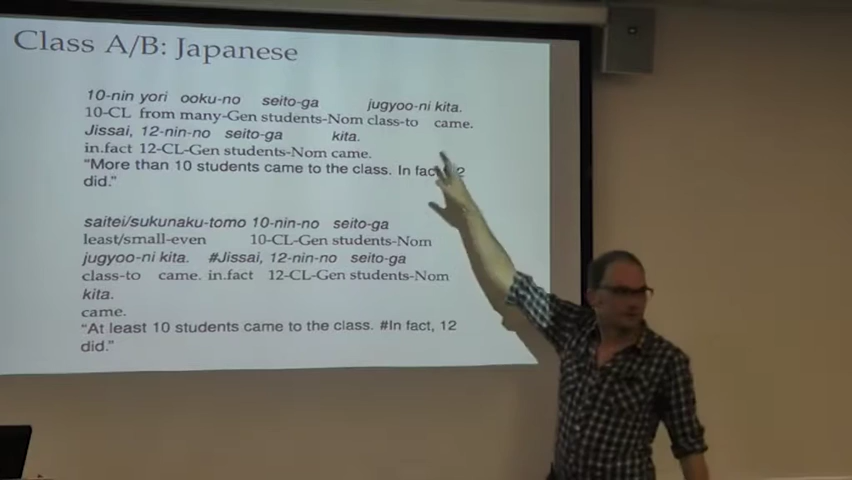 Class A/B: Japanese
10-nin yori ooku-no seito-ga jugyoo-ni kita.
10-CL from many-Gen students-Nom class-to came.
Jissai, 12-nin-no seito-ga kita.
in.fact 12-CL-Gen students-Nom came.
"More than 10 students came to the class. In 2
did."
saitei/sukunaku-tomo 10-nin-no seito-ga
least/small-even 10-CL-Gen students-Nom
jugyoo-ni kita. #Jissai, 12-nin-no seito-ga
class-to came. in.fact 12-CL-Gen students-Nom
kita.
came.
"At least 10 students came to the class. #In fact, 12
did."